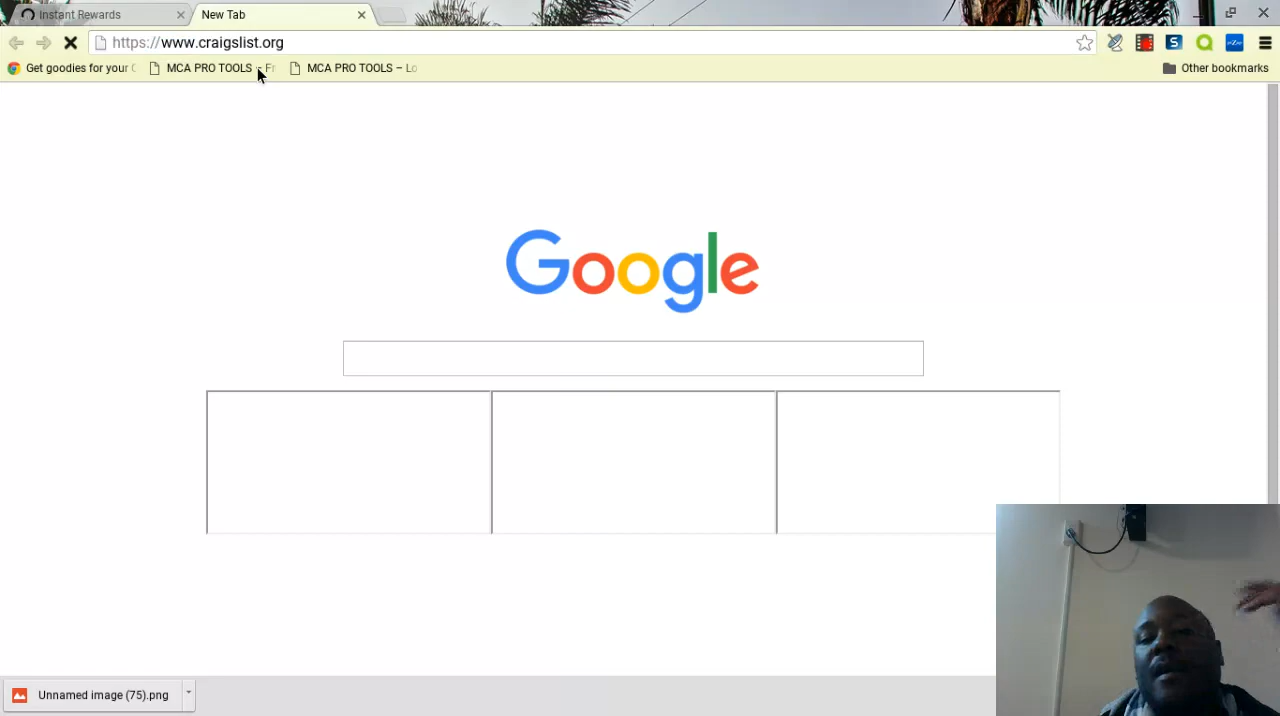 Instant Rewards
New Tab
https://www.craigslist.org
Get goodies for your C
MCA PRO TOOLS – Fr
MCA PRO TOOLS – Lo
Other bookmarks
Google
Unnamed image (75).png